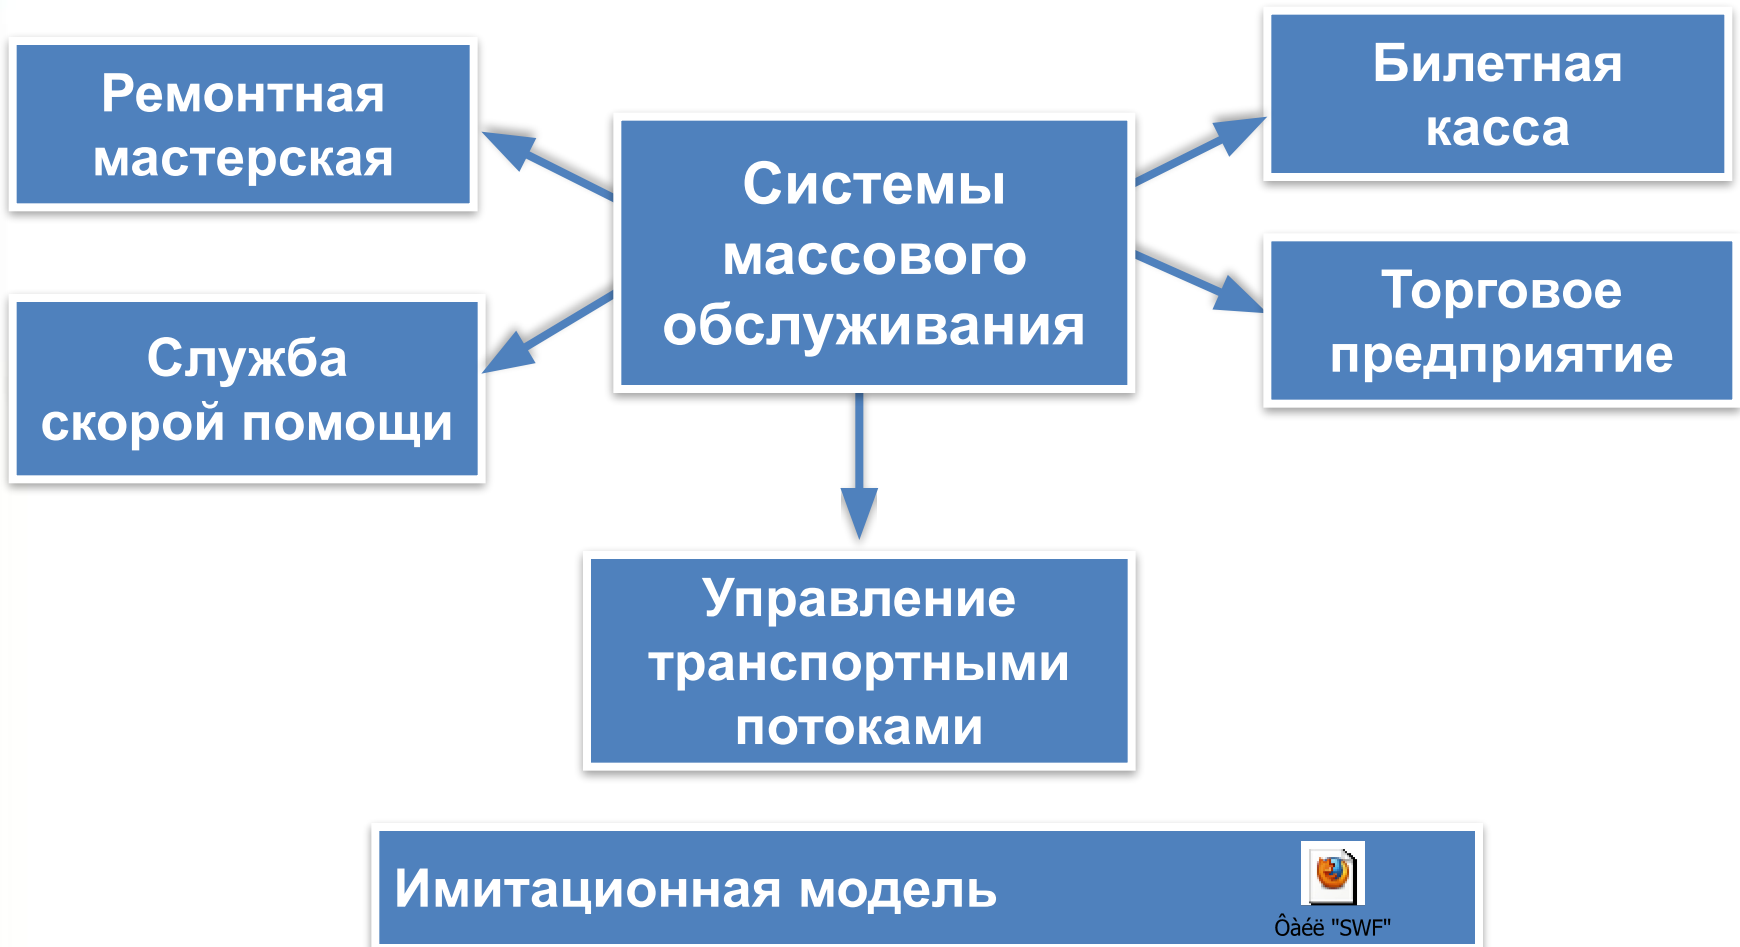 Ремонтная
мастерская
Билетная
касса
Системы
массового
обслуживания
Служба
скорой помощи
Торговое
предприятие
Управление
транспортными
потоками
Имитационная модель
Ôàéë "SWF"